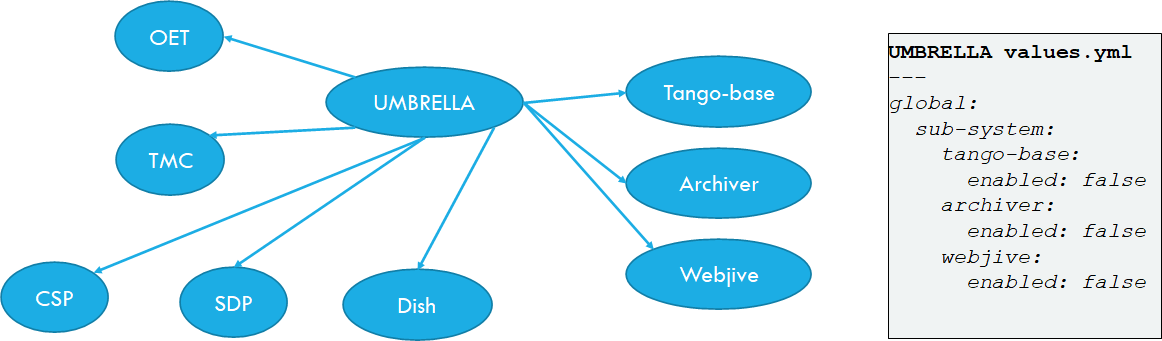 OET
UMBRELLA
Tango-base
TMC
Archiver
CSP
SDP
Dish
Webjive
UMBRELLA values.yml
---
global:
  sub-system:
    tango-base:
      enabled: false
    archiver:
      enabled: false
    webjive:
      enabled: false